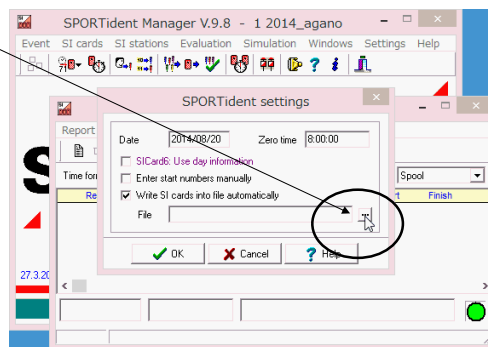 SPORTident Manager V.9.8 - 1 2014_agano
Event SI cards SI stations Evaluation Simulation Windows Settings Help
SPORTident settings
Report
Date 2014/08/20 Zero time 8:00:00
SICard6: Use day information
Enter start numbers manually
Time for Spool
Write SI cards into file automatically
Re t Finish
File ...
OK Cancel Help
27.3.20